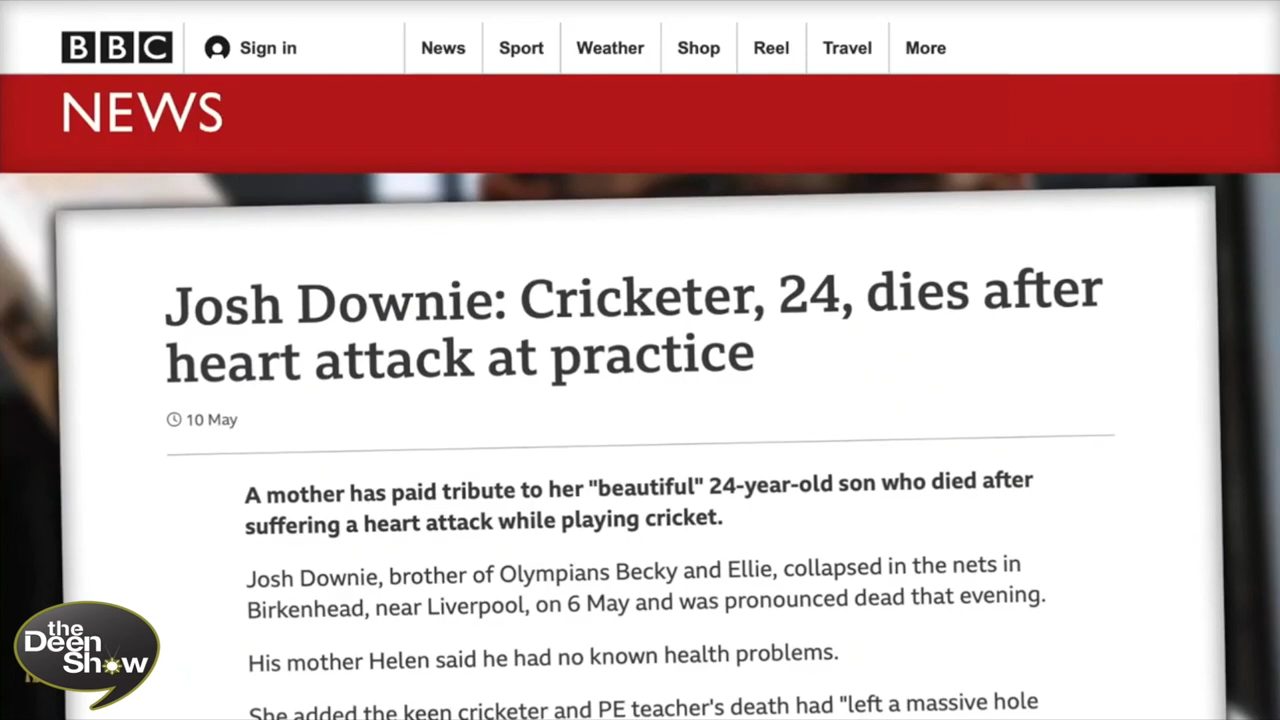 BBC
Sign in
News
Sport
Weather
Shop
Reel
Travel
More
NEWS
Josh Downie: Cricketer, 24, dies after
heart attack at practice
10 May
A mother has paid tribute to her "beautiful" 24-year-old son who died after
suffering a heart attack while playing cricket.
Josh Downie, brother of Olympians Becky and Ellie, collapsed in the nets in
Birkenhead, near Liverpool, on 6 May and was pronounced dead that evening.
His mother Helen said he had no known health problems.
She added the keen cricketer and PE teacher's death had "left a massive hole
the
Deen
Show